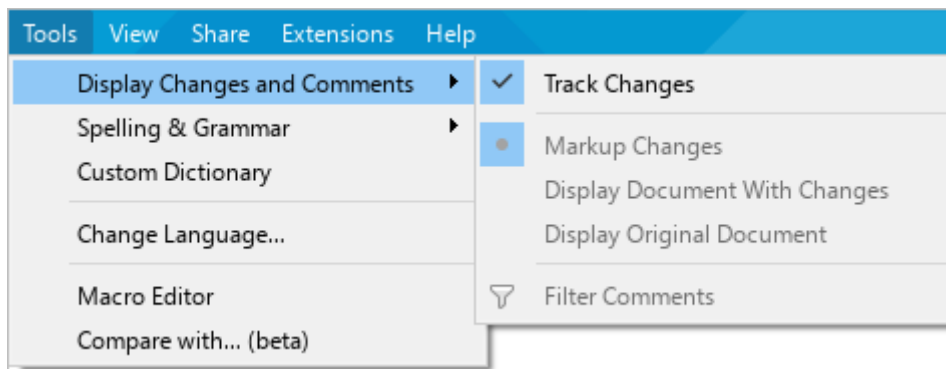 Tools View Share Extensions Help
Display Changes and Comments
Spelling & Grammar
Custom Dictionary
Change Language...
Macro Editor
Compare with... (beta)
Track Changes
Markup Changes
Display Document With Changes
Display Original Document
Filter Comments